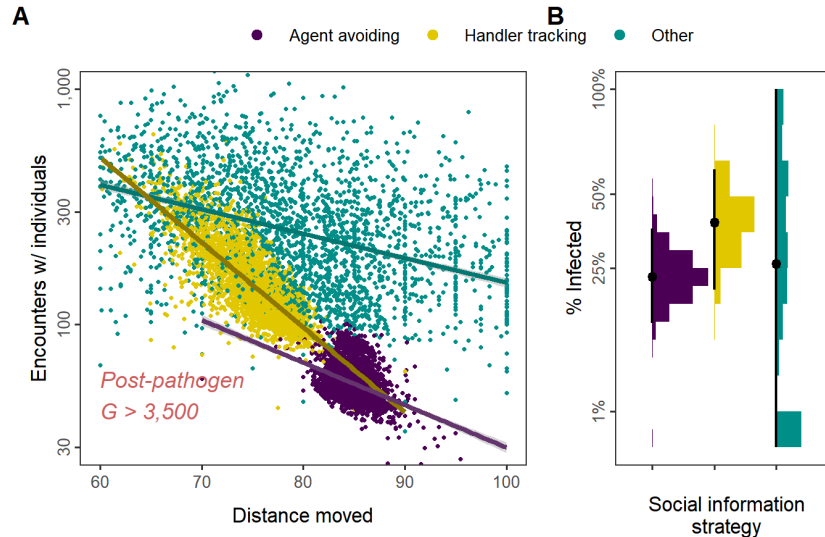 A
B
Agent avoiding
Handler tracking
Other
Encounters w/ individuals
1,000
300
100
30
Post-pathogen
G > 3,500
60
70
80
90
100
Distance moved
% Infected
100%
50%
25%
1%
Social information
strategy